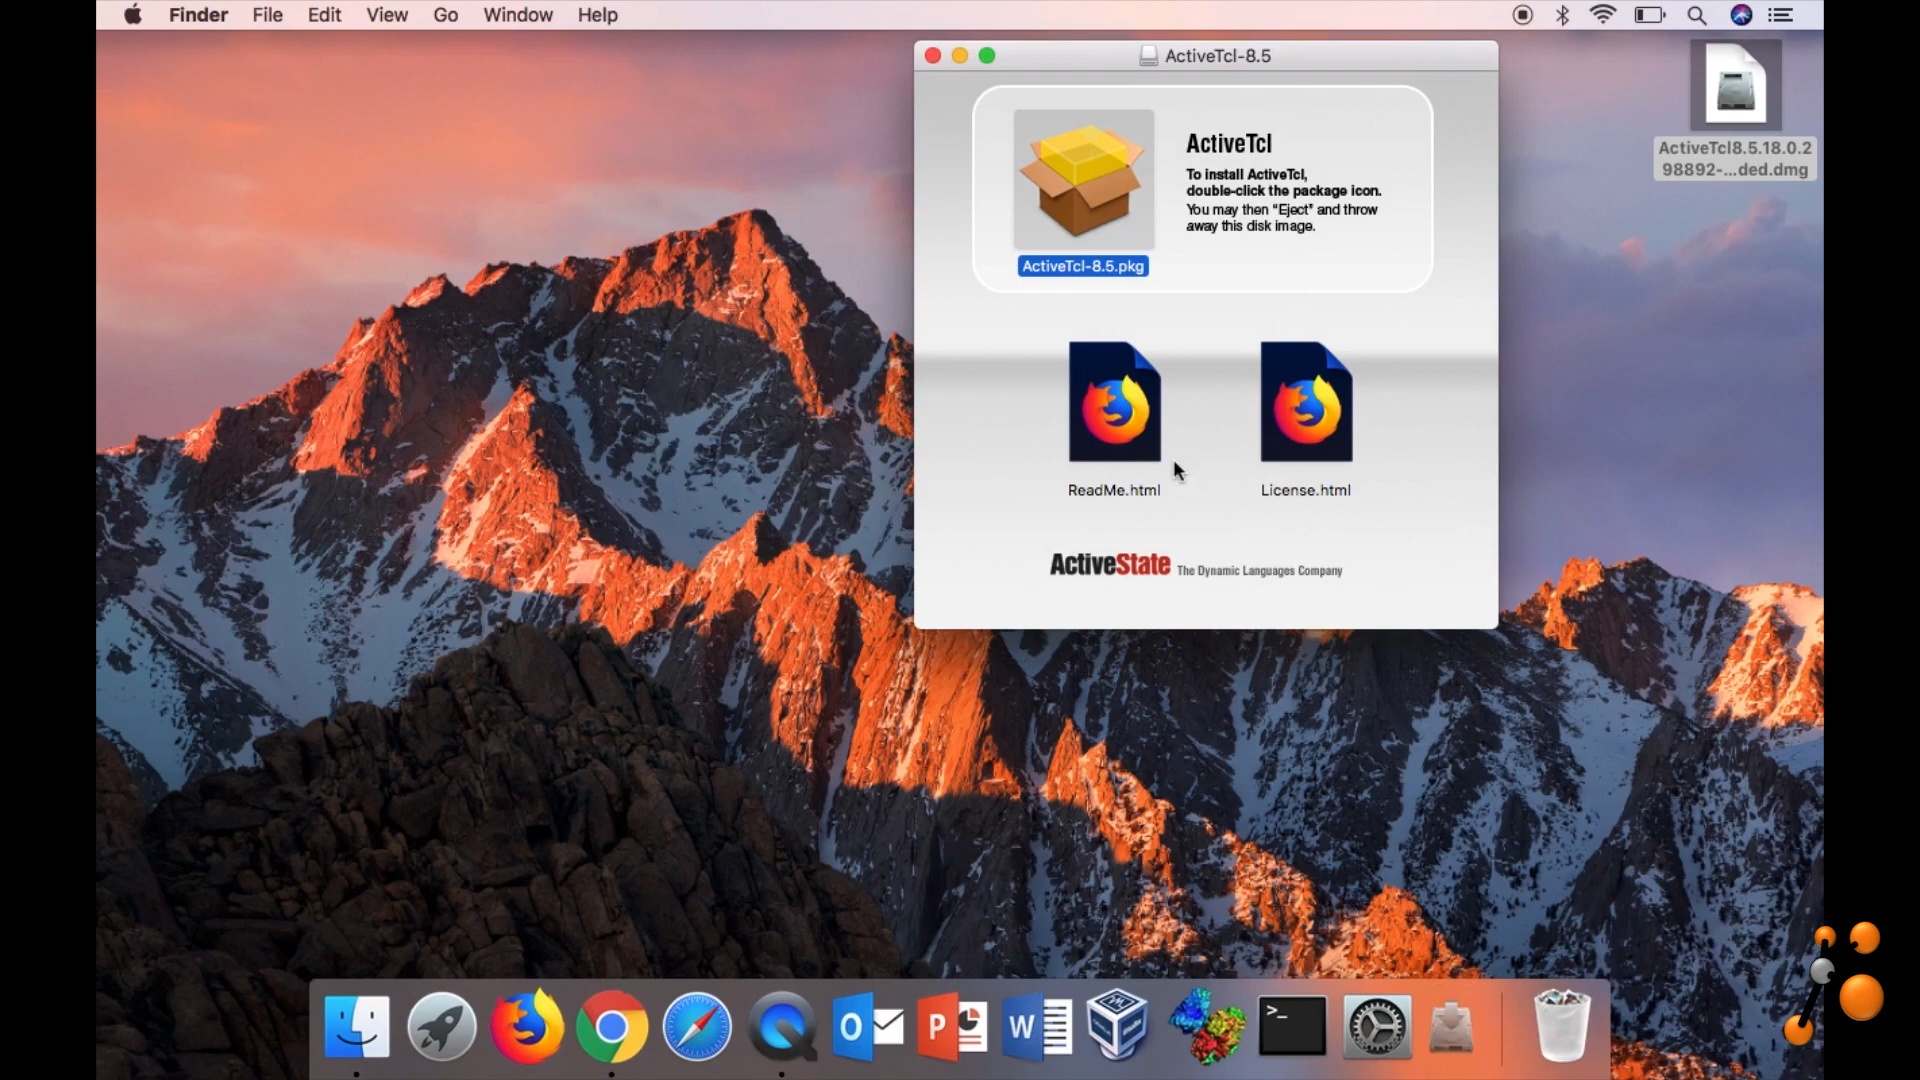 Finder File Edit View Go Window Help
ActiveTcl-8.5
ActiveTcl8.5.18.0.2
98892-...ded.dmg
ActiveTcl
To install ActiveTcl,
double-click the package icon.
You may then "Eject" and throw
away this disk image.
ActiveTcl-8.5.pkg
ReadMe.html
License.html
ActiveState The Dynamic Languages Company
O
P
W
>_